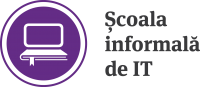 Școala
informală
de IT